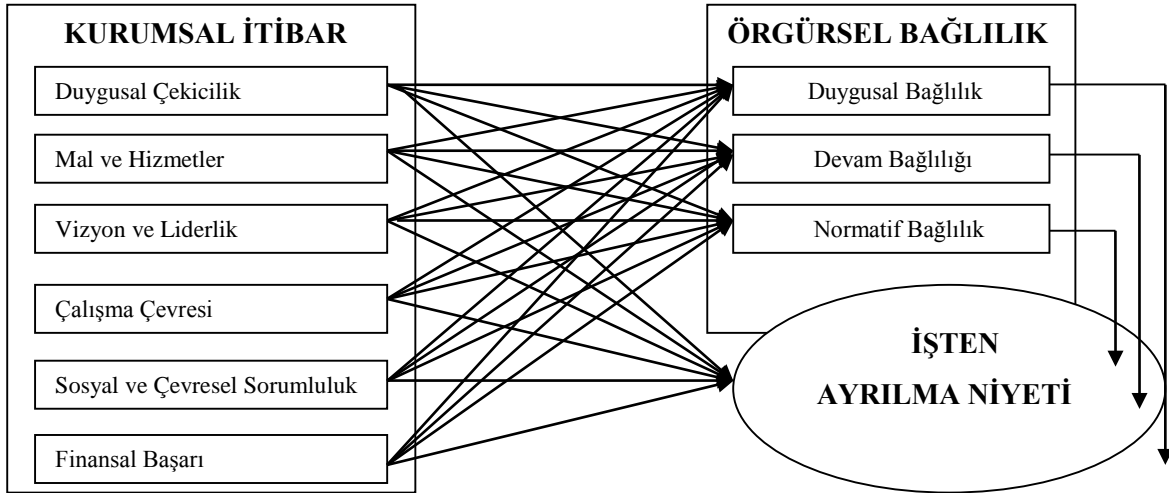 KURUMSAL İTİBAR
Duygusal Çekicilik
Mal ve Hizmetler
Vizyon ve Liderlik
Çalışma Çevresi
Sosyal ve Çevresel Sorumluluk
Finansal Başarı
ÖRGÜRSEL BAĞLILIK
Duygusal Bağlılık
Devam Bağlılığı
Normatif Bağlılık
İŞTEN
AYRILMA NİYETİ